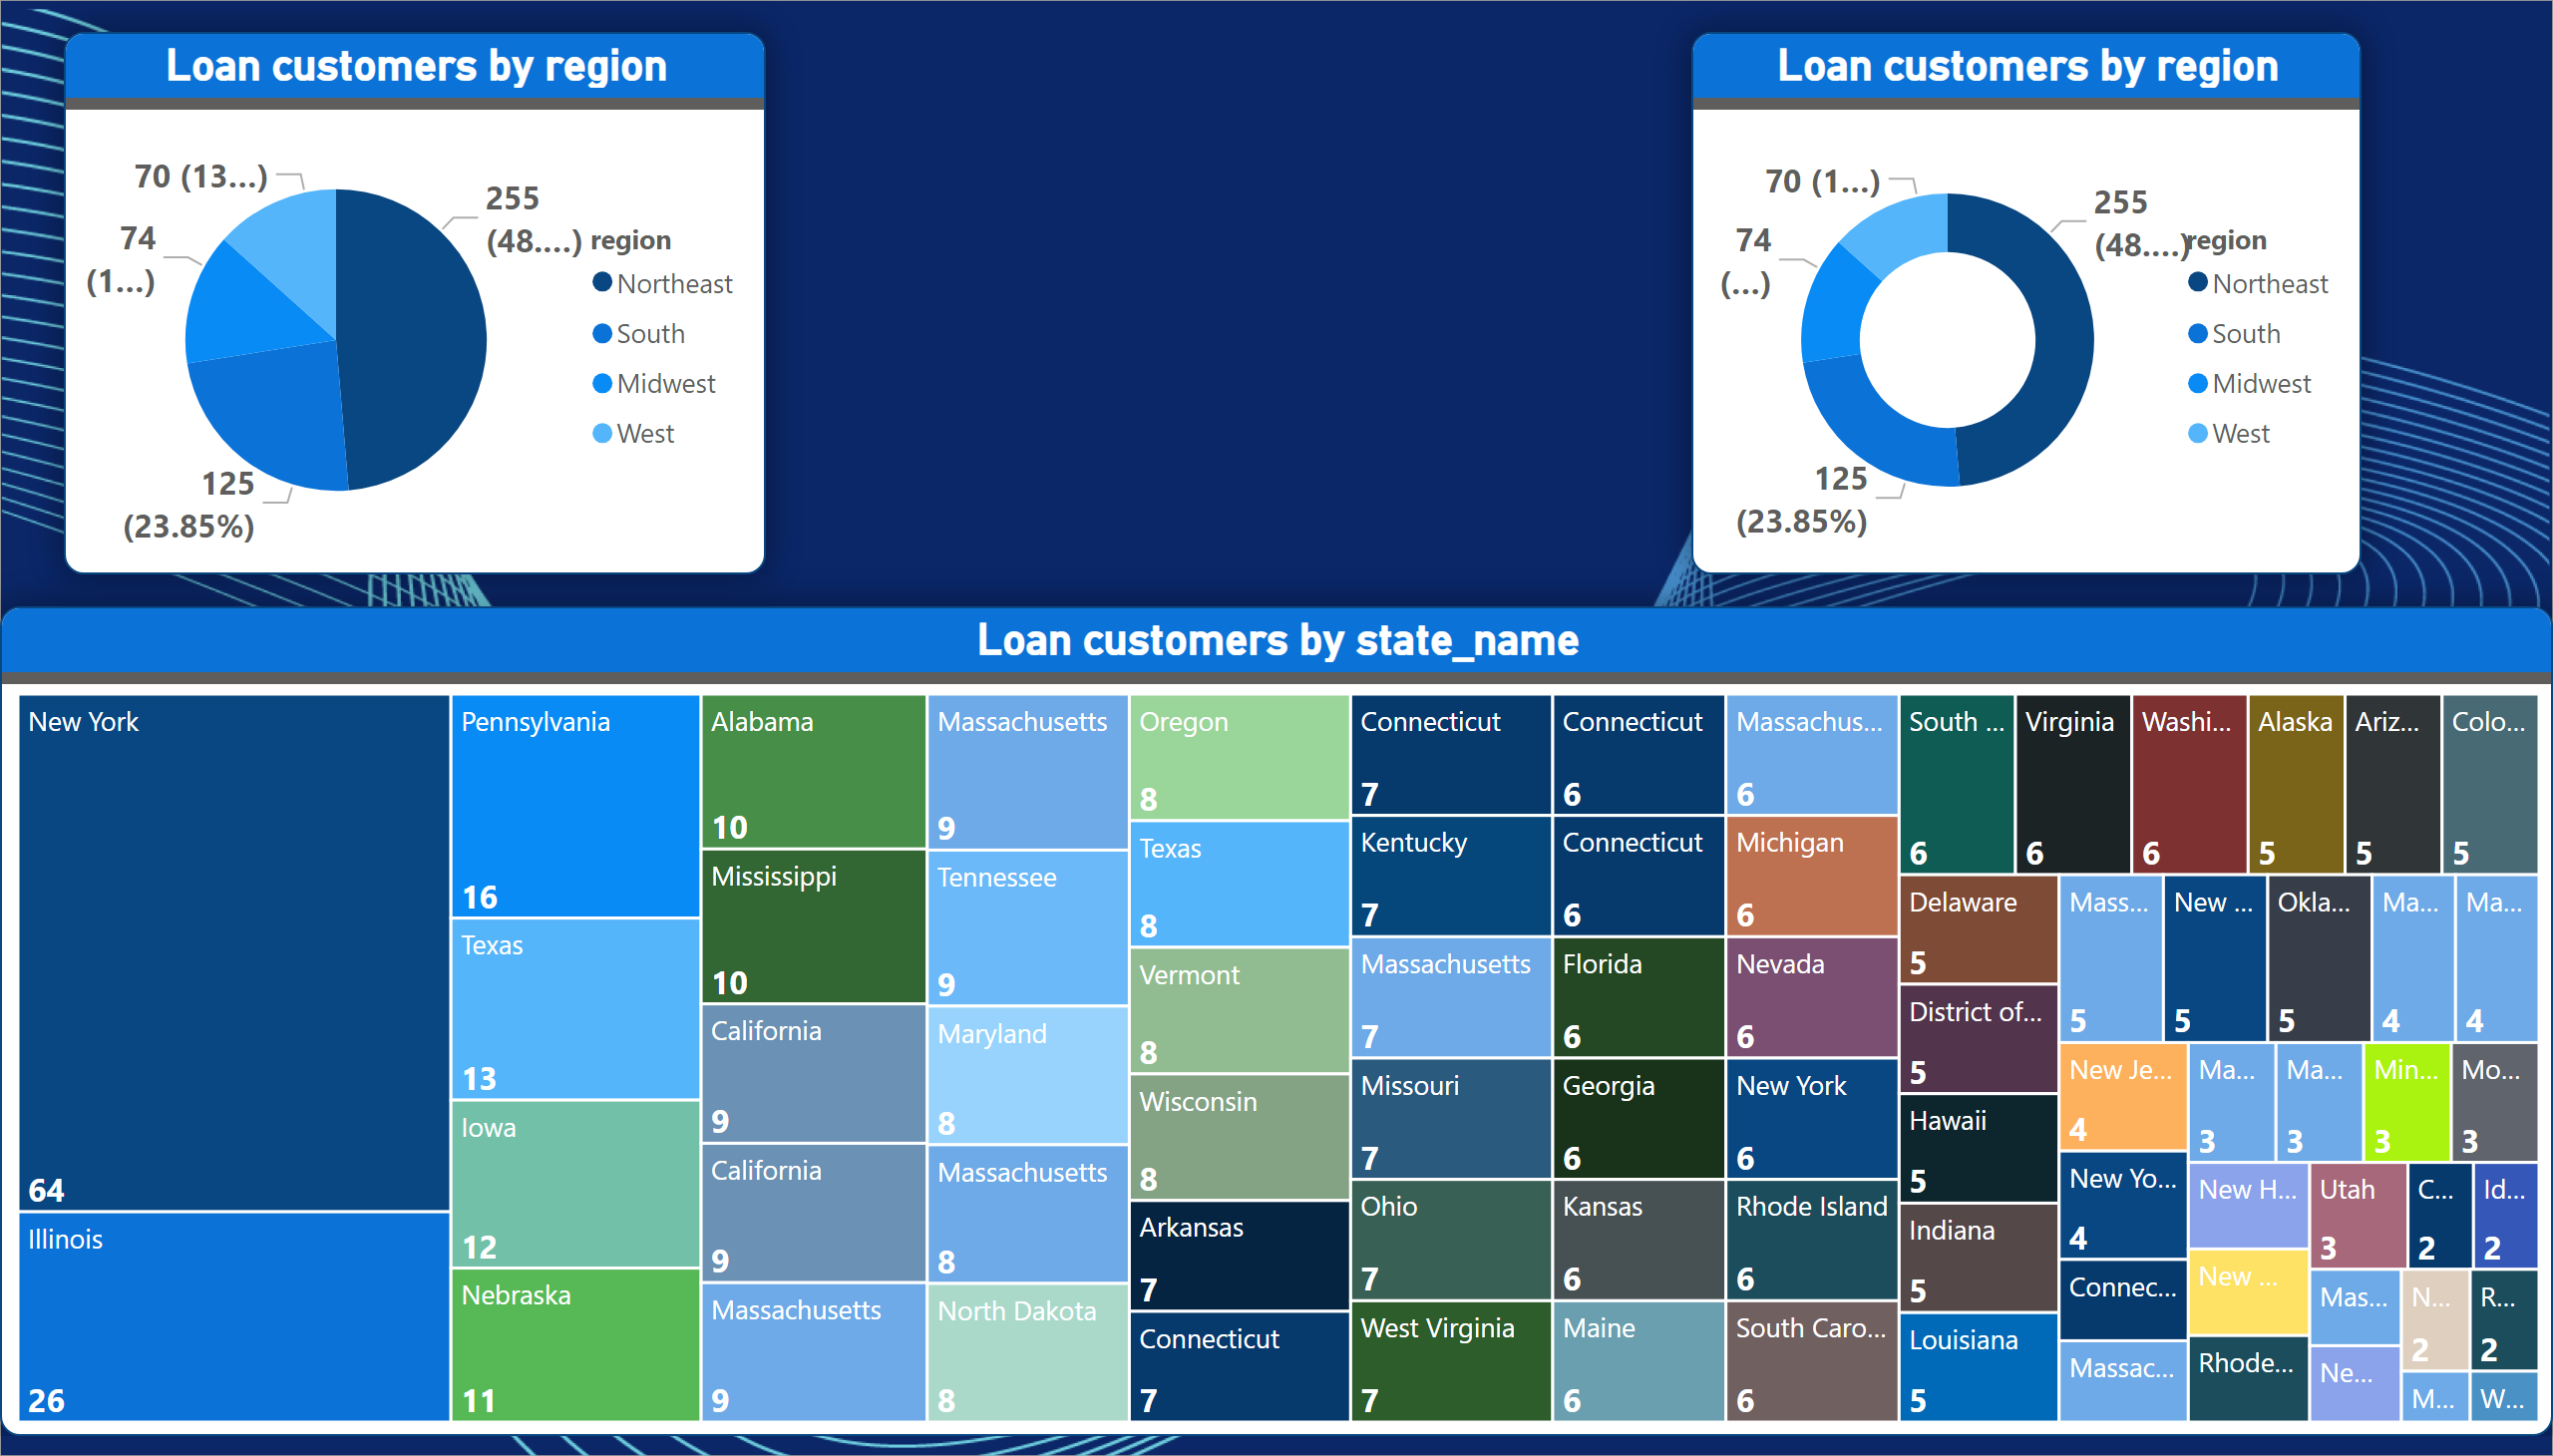 Loan customers by region
70 (13...)
255
(48....)
74
(1...)
125
(23.85%)
region
Northeast
South
Midwest
West
Loan customers by region
70 (1...)
255
(48....)
74
(...)
125
(23.85%)
region
Northeast
South
Midwest
West
Loan customers by state_name
New York
64
Illinois
26
Pennsylvania
16
Texas
13
Iowa
12
Nebraska
11
Alabama
10
Mississippi
10
California
9
California
9
Massachusetts
9
Massachusetts
9
Tennessee
9
Maryland
8
Massachusetts
8
North Dakota
8
Oregon
8
Texas
8
Vermont
8
Wisconsin
8
Arkansas
7
Connecticut
7
Connecticut
7
Kentucky
7
Massachusetts
7
Missouri
7
Ohio
7
West Virginia
7
Connecticut
6
Connecticut
6
Florida
6
Georgia
6
Kansas
6
Maine
6
Massachus...
6
Michigan
6
Nevada
6
New York
6
Rhode Island
6
South Caro...
6
South ...
6
Virginia
6
Washi...
6
Alaska
5
Ariz...
5
Colo...
5
Delaware
5
District of...
5
Hawaii
5
Indiana
5
Louisiana
5
Mass...
5
New ...
5
Okla...
5
Ma...
4
Ma...
4
New Je...
4
New Yo...
4
Connec...
Massac...
Ma...
3
Ma...
3
Min...
3
Mo...
3
New H...
New ...
Rhode...
Utah
3
C...
2
Id...
2
Mas...
Ne...
N...
2
R...
2
M...
W...